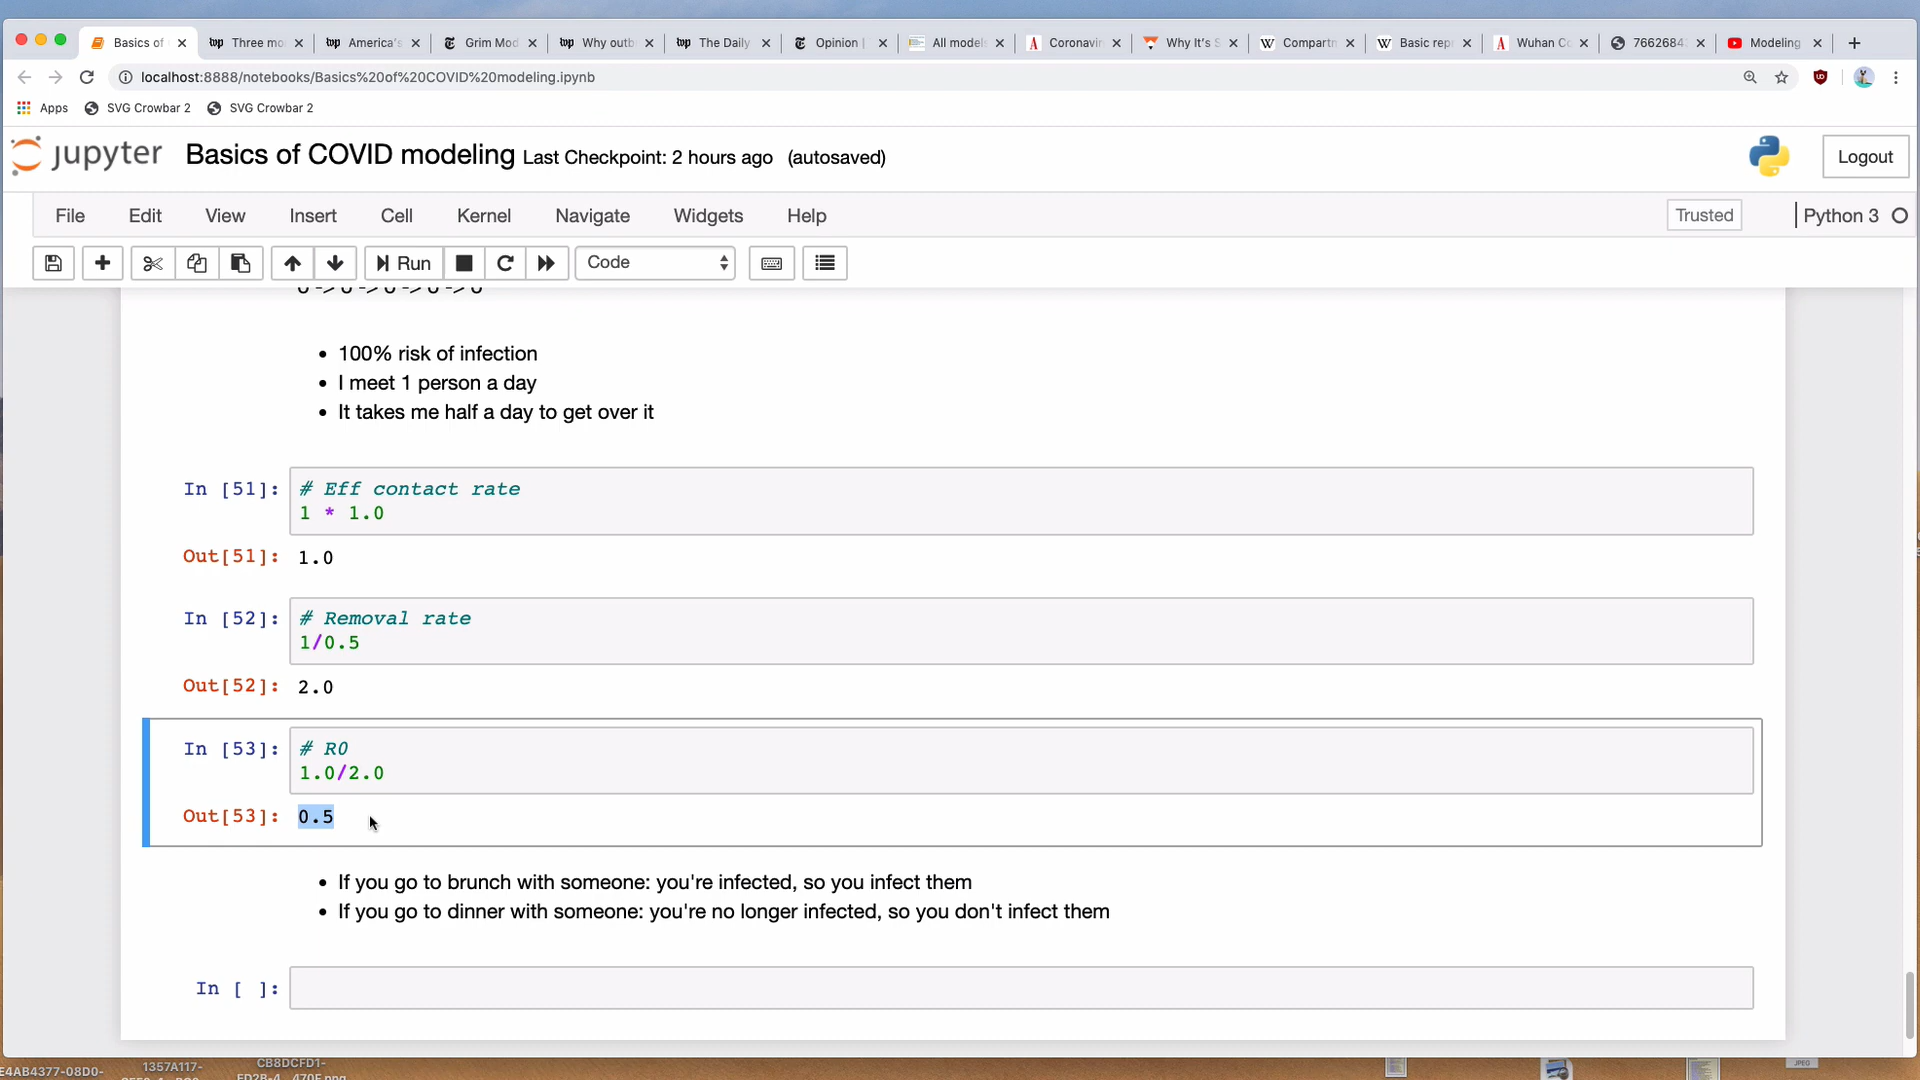 Basics of
Three mo
America's
Grim Mod
Why outb
The Daily
Opinion |
All models
Coronavir
Why It's S
Compartm
Basic repr
Wuhan Co
7662684
Modeling
localhost:8888/notebooks/Basics%20of%20COVID%20modeling.ipynb
Apps
SVG Crowbar 2
SVG Crowbar 2
jupyter Basics of COVID modeling Last Checkpoint: 2 hours ago (autosaved)
Logout
File Edit View Insert Cell Kernel Navigate Widgets Help
Trusted
Python 3
Run
Code
• 100% risk of infection
• I meet 1 person a day
• It takes me half a day to get over it
In [51]: # Eff contact rate
1 * 1.0
Out[51]: 1.0
In [52]: # Removal rate
1/0.5
Out[52]: 2.0
In [53]: # R0
1.0/2.0
Out[53]: 0.5
• If you go to brunch with someone: you're infected, so you infect them
• If you go to dinner with someone: you're no longer infected, so you don't infect them
In [ ]:
E4AB4377-08D0-
1357A117-
CB8DCFD1-
JPEG